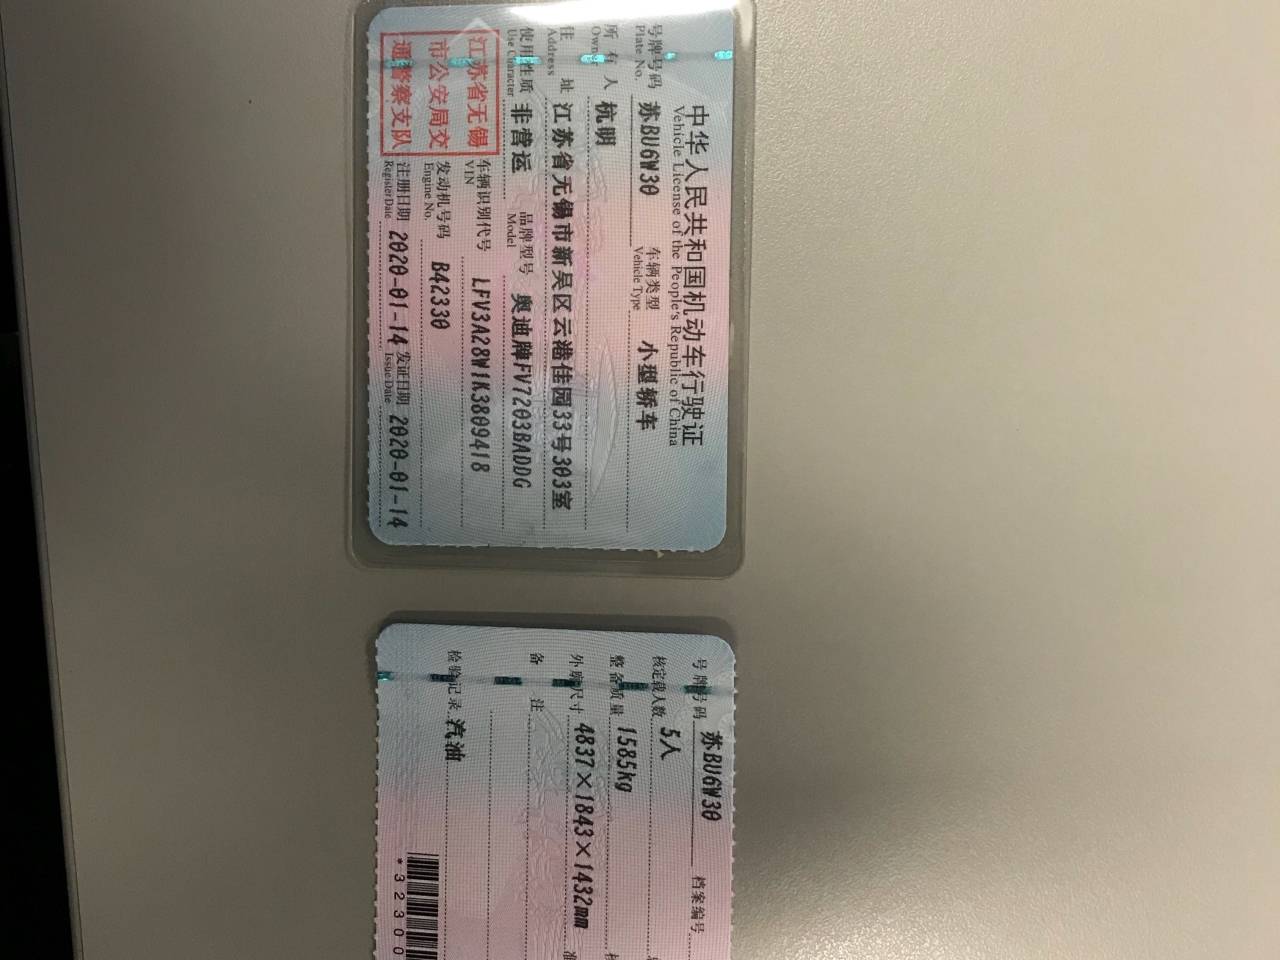 中华人民共和国机动车行驶证
Vehicle License of the People's Republic of China
号牌号码 苏BU6W30 车辆类型 小型轿车
Plate No. Vehicle Type
所有人 杭明
Owner
住址 江苏省无锡市新吴区云港佳园33号303室
Address
使用性质 非营运 品牌型号 奥迪牌FV7203BADDG
Use Character Model
江苏省无锡
市公安局交
通警察支队
车辆识别代号 LFV3A28W1K3809418
VIN
发动机号码 B42330
Engine No.
注册日期 2020-01-14 发证日期 2020-01-14
Register Date Issue Date
号牌号码 苏BU6W30 档案编号
核定载人数 5人
整备质量 1585kg
外廓尺寸 4837×1843×1432mm
备注
检验记录 汽油
*32300